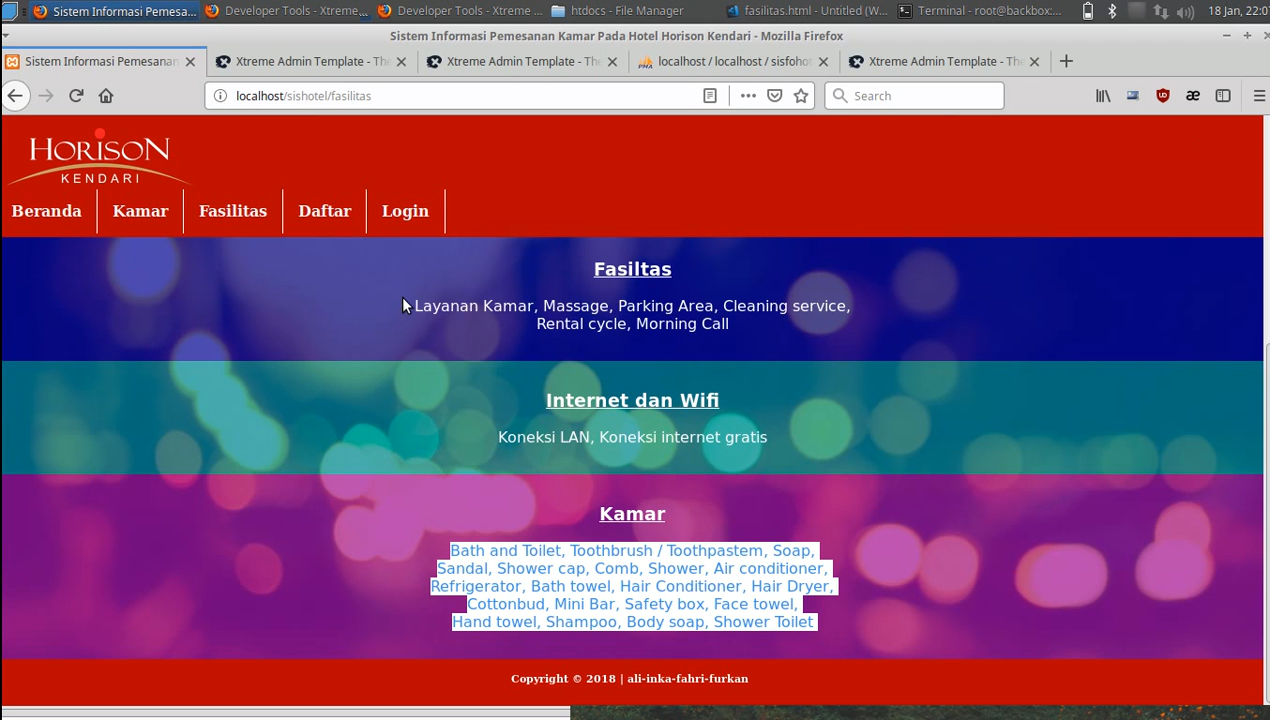 Sistem Informasi Pemesa...
Developer Tools - Xtreme...
Developer Tools - Xtreme ...
htdocs - File Manager
fasilitas.html - Untitled (W...
Terminal - root@backbox:...
18 Jan, 22:07
Sistem Informasi Pemesanan Kamar Pada Hotel Horison Kendari - Mozilla Firefox
Sistem Informasi Pemesanan
Xtreme Admin Template - The
Xtreme Admin Template - The
localhost / localhost / sisfohot
Xtreme Admin Template - The
localhost/sishotel/fasilitas
Search
HORISON
KENDARI
Beranda
Kamar
Fasilitas
Daftar
Login
Fasiltas
Layanan Kamar, Massage, Parking Area, Cleaning service,
Rental cycle, Morning Call
Internet dan Wifi
Koneksi LAN, Koneksi internet gratis
Kamar
Bath and Toilet, Toothbrush / Toothpastem, Soap,
Sandal, Shower cap, Comb, Shower, Air conditioner,
Refrigerator, Bath towel, Hair Conditioner, Hair Dryer,
Cottonbud, Mini Bar, Safety box, Face towel,
Hand towel, Shampoo, Body soap, Shower Toilet
Copyright © 2018 | ali-inka-fahri-furkan